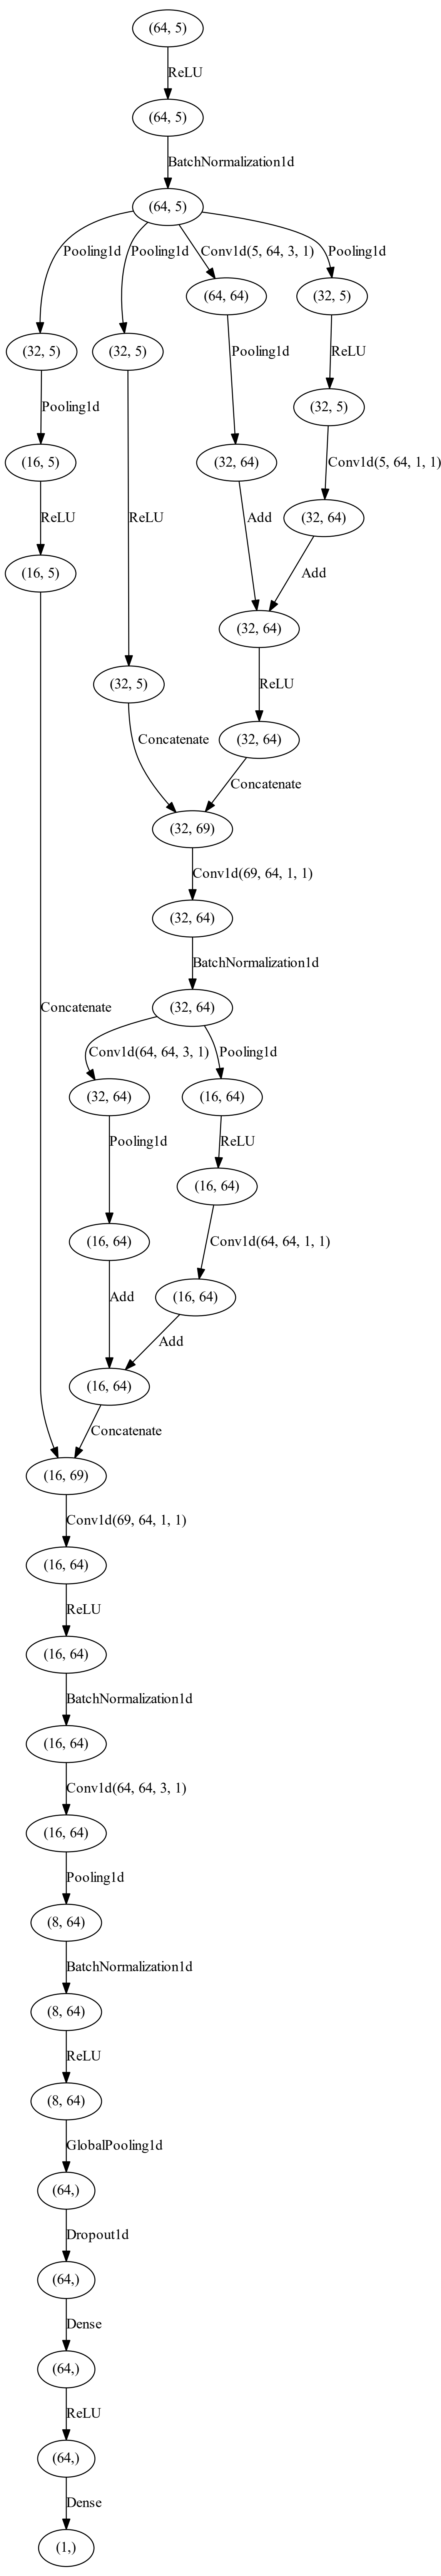 (64, 5)
ReLU
(64, 5)
BatchNormalization1d
(64, 5)
Pooling1d Pooling1d Conv1d(5, 64, 3, 1) Pooling1d
(64, 64) (32, 5)
(32, 5) (32, 5) Pooling1d ReLU
Pooling1d (32, 5)
(16, 5) (32, 64) Conv1d(5, 64, 1, 1)
ReLU ReLU Add (32, 64)
(16, 5) Add
(32, 64)
(32, 5) ReLU
Concatenate (32, 64)
Concatenate
(32, 69)
Conv1d(69, 64, 1, 1)
(32, 64)
BatchNormalization1d
Concatenate (32, 64)
Conv1d(64, 64, 3, 1) Pooling1d
(32, 64) (16, 64)
Pooling1d ReLU
(16, 64)
(16, 64) Conv1d(64, 64, 1, 1)
Add (16, 64)
Add
(16, 64)
Concatenate
(16, 69)
Conv1d(69, 64, 1, 1)
(16, 64)
ReLU
(16, 64)
BatchNormalization1d
(16, 64)
Conv1d(64, 64, 3, 1)
(16, 64)
Pooling1d
(8, 64)
BatchNormalization1d
(8, 64)
ReLU
(8, 64)
GlobalPooling1d
(64,)
Dropout1d
(64,)
Dense
(64,)
ReLU
(64,)
Dense
(1,)